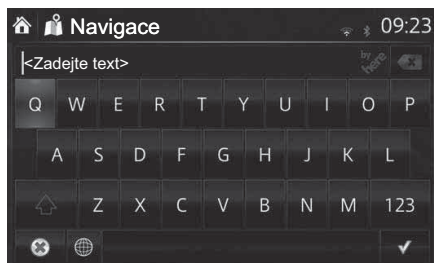 Navigace 09:23
<Zadejte text> by here
Q W E R T Y U I O P
A S D F G H J K L
Z X C V B N M 123